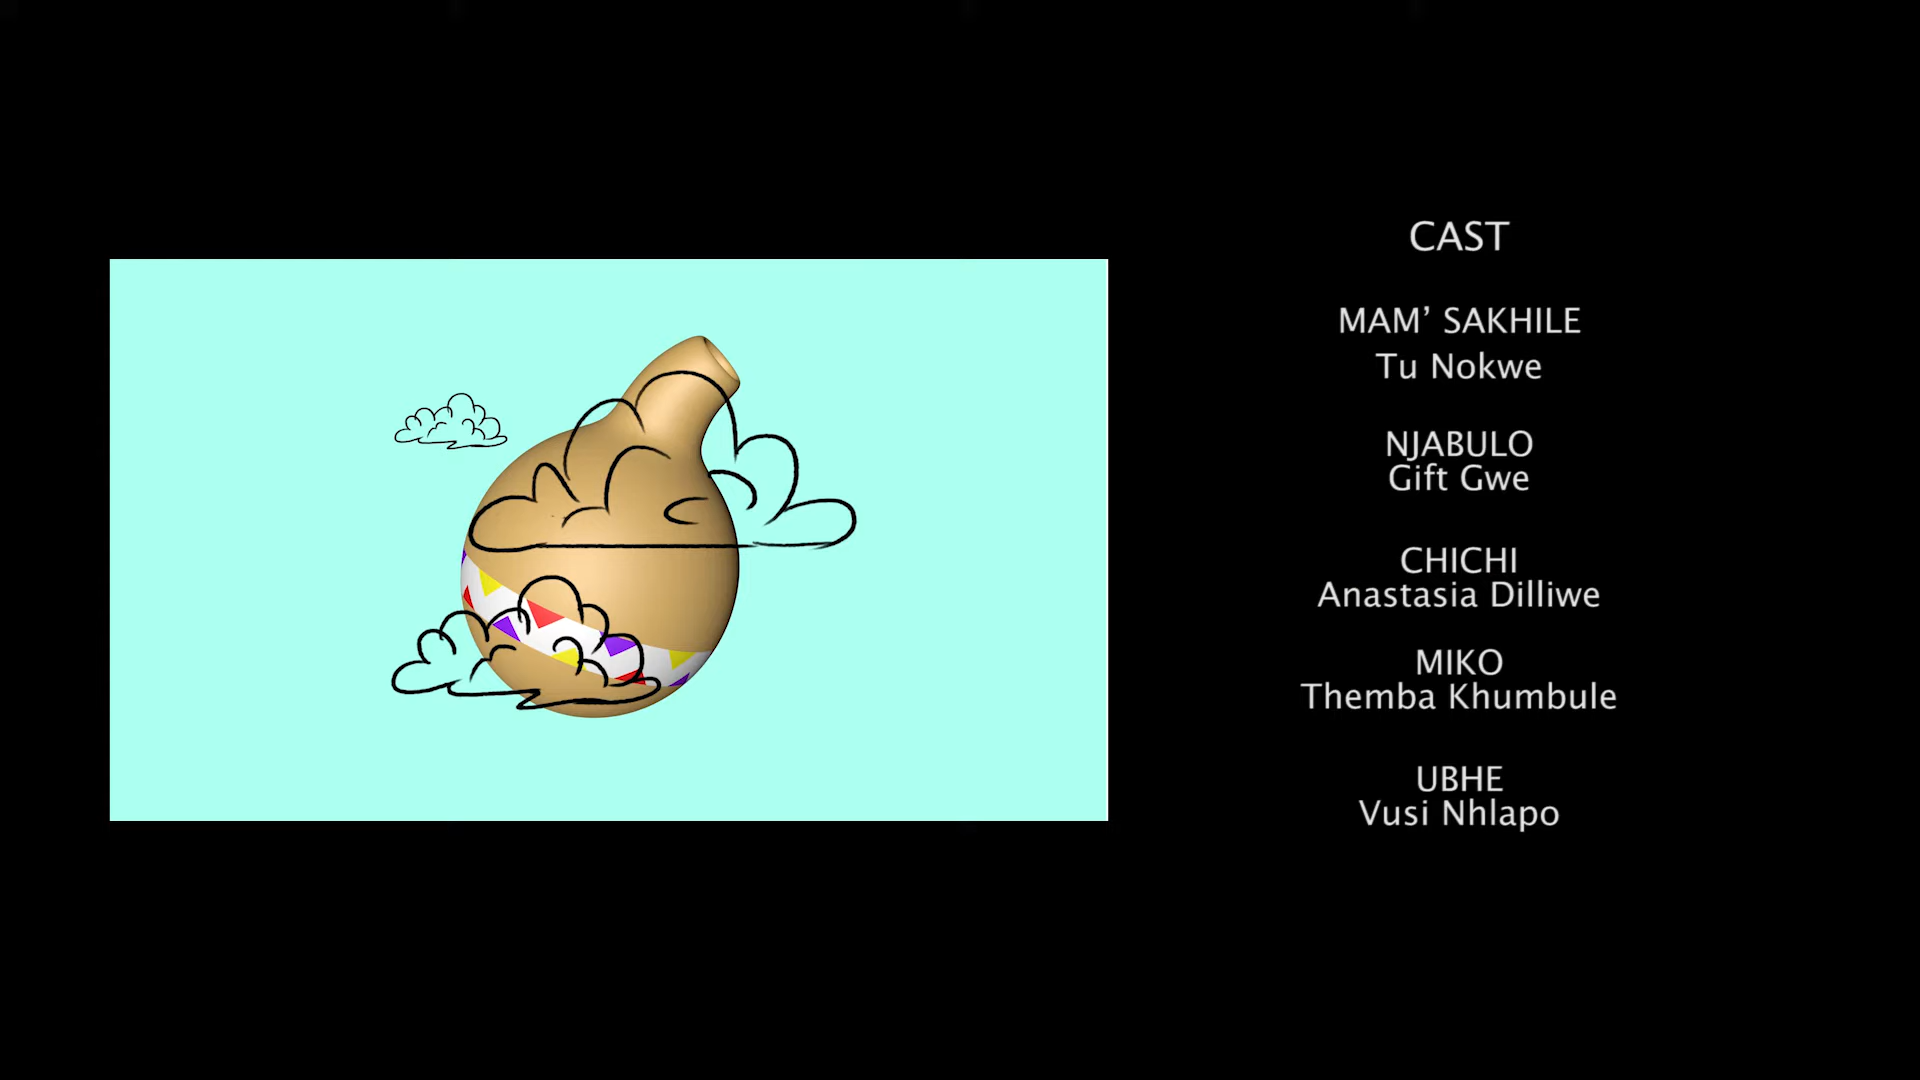 CAST
MAM’ SAKHILE
Tu Nokwe
NJABULO
Gift Gwe
CHICHI
Anastasia Dilliwe
MIKO
Themba Khumbule
UBHE
Vusi Nhlapo